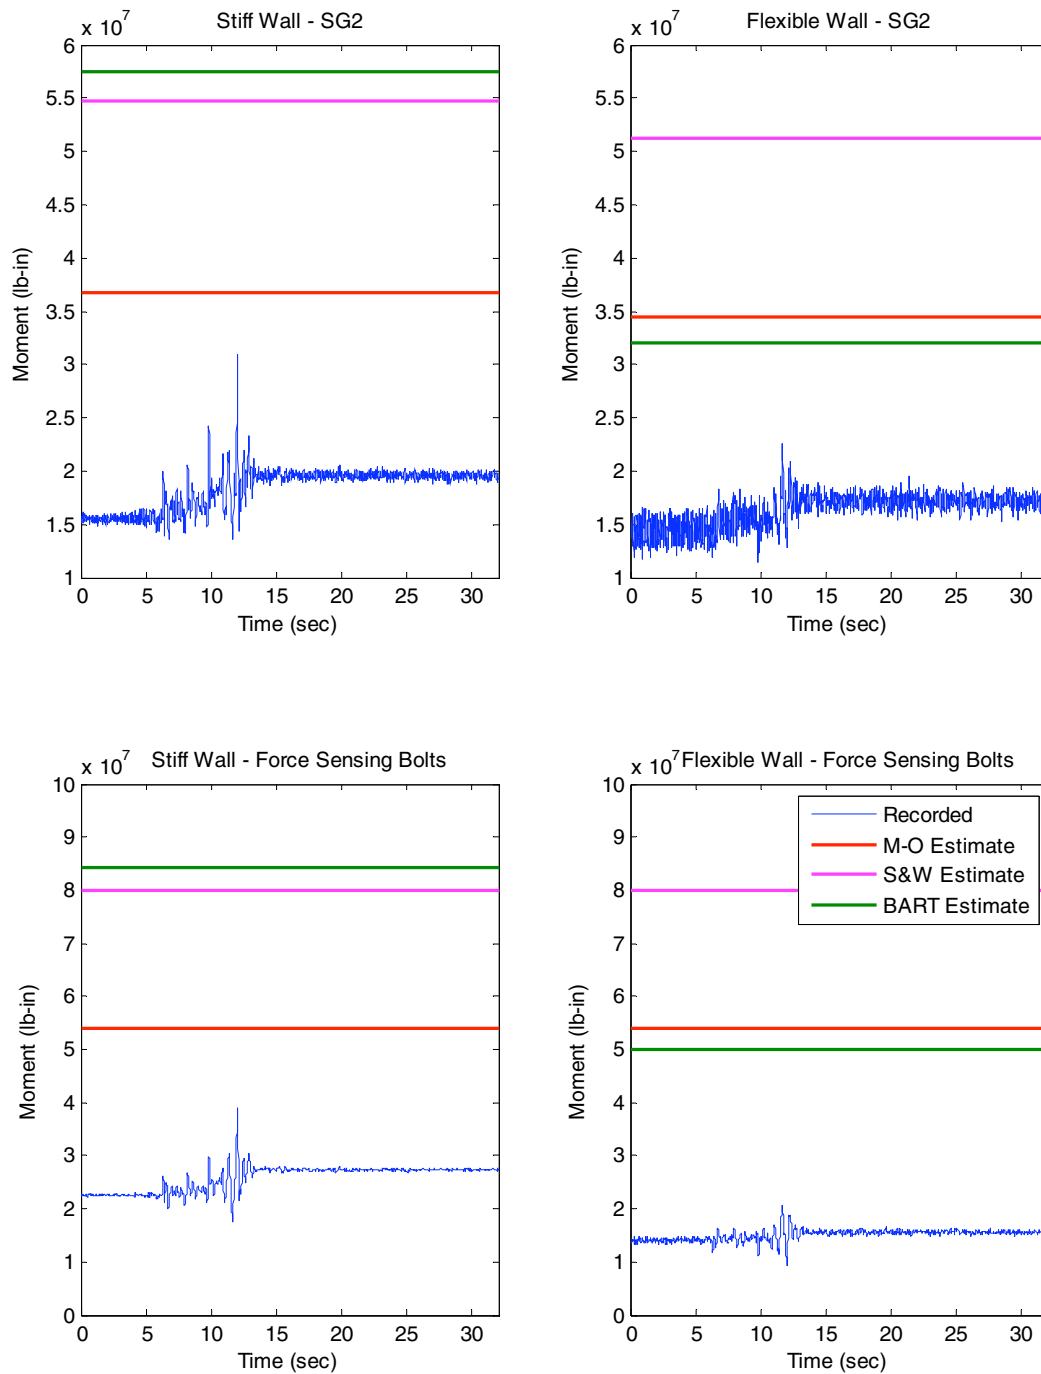 Stiff Wall - SG2
x 10^7
6
5.5
5
4.5
4
3.5
3
2.5
2
1.5
1
Moment (lb-in)
0 5 10 15 20 25 30
Time (sec)
Flexible Wall - SG2
x 10^7
6
5.5
5
4.5
4
3.5
3
2.5
2
1.5
1
Moment (lb-in)
0 5 10 15 20 25 30
Time (sec)
Stiff Wall - Force Sensing Bolts
x 10^7
10
9
8
7
6
5
4
3
2
1
0
Moment (lb-in)
0 5 10 15 20 25 30
Time (sec)
Flexible Wall - Force Sensing Bolts
x 10^7
10
9
8
7
6
5
4
3
2
1
0
Moment (lb-in)
Recorded
M-O Estimate
S&W Estimate
BART Estimate
0 5 10 15 20 25 30
Time (sec)